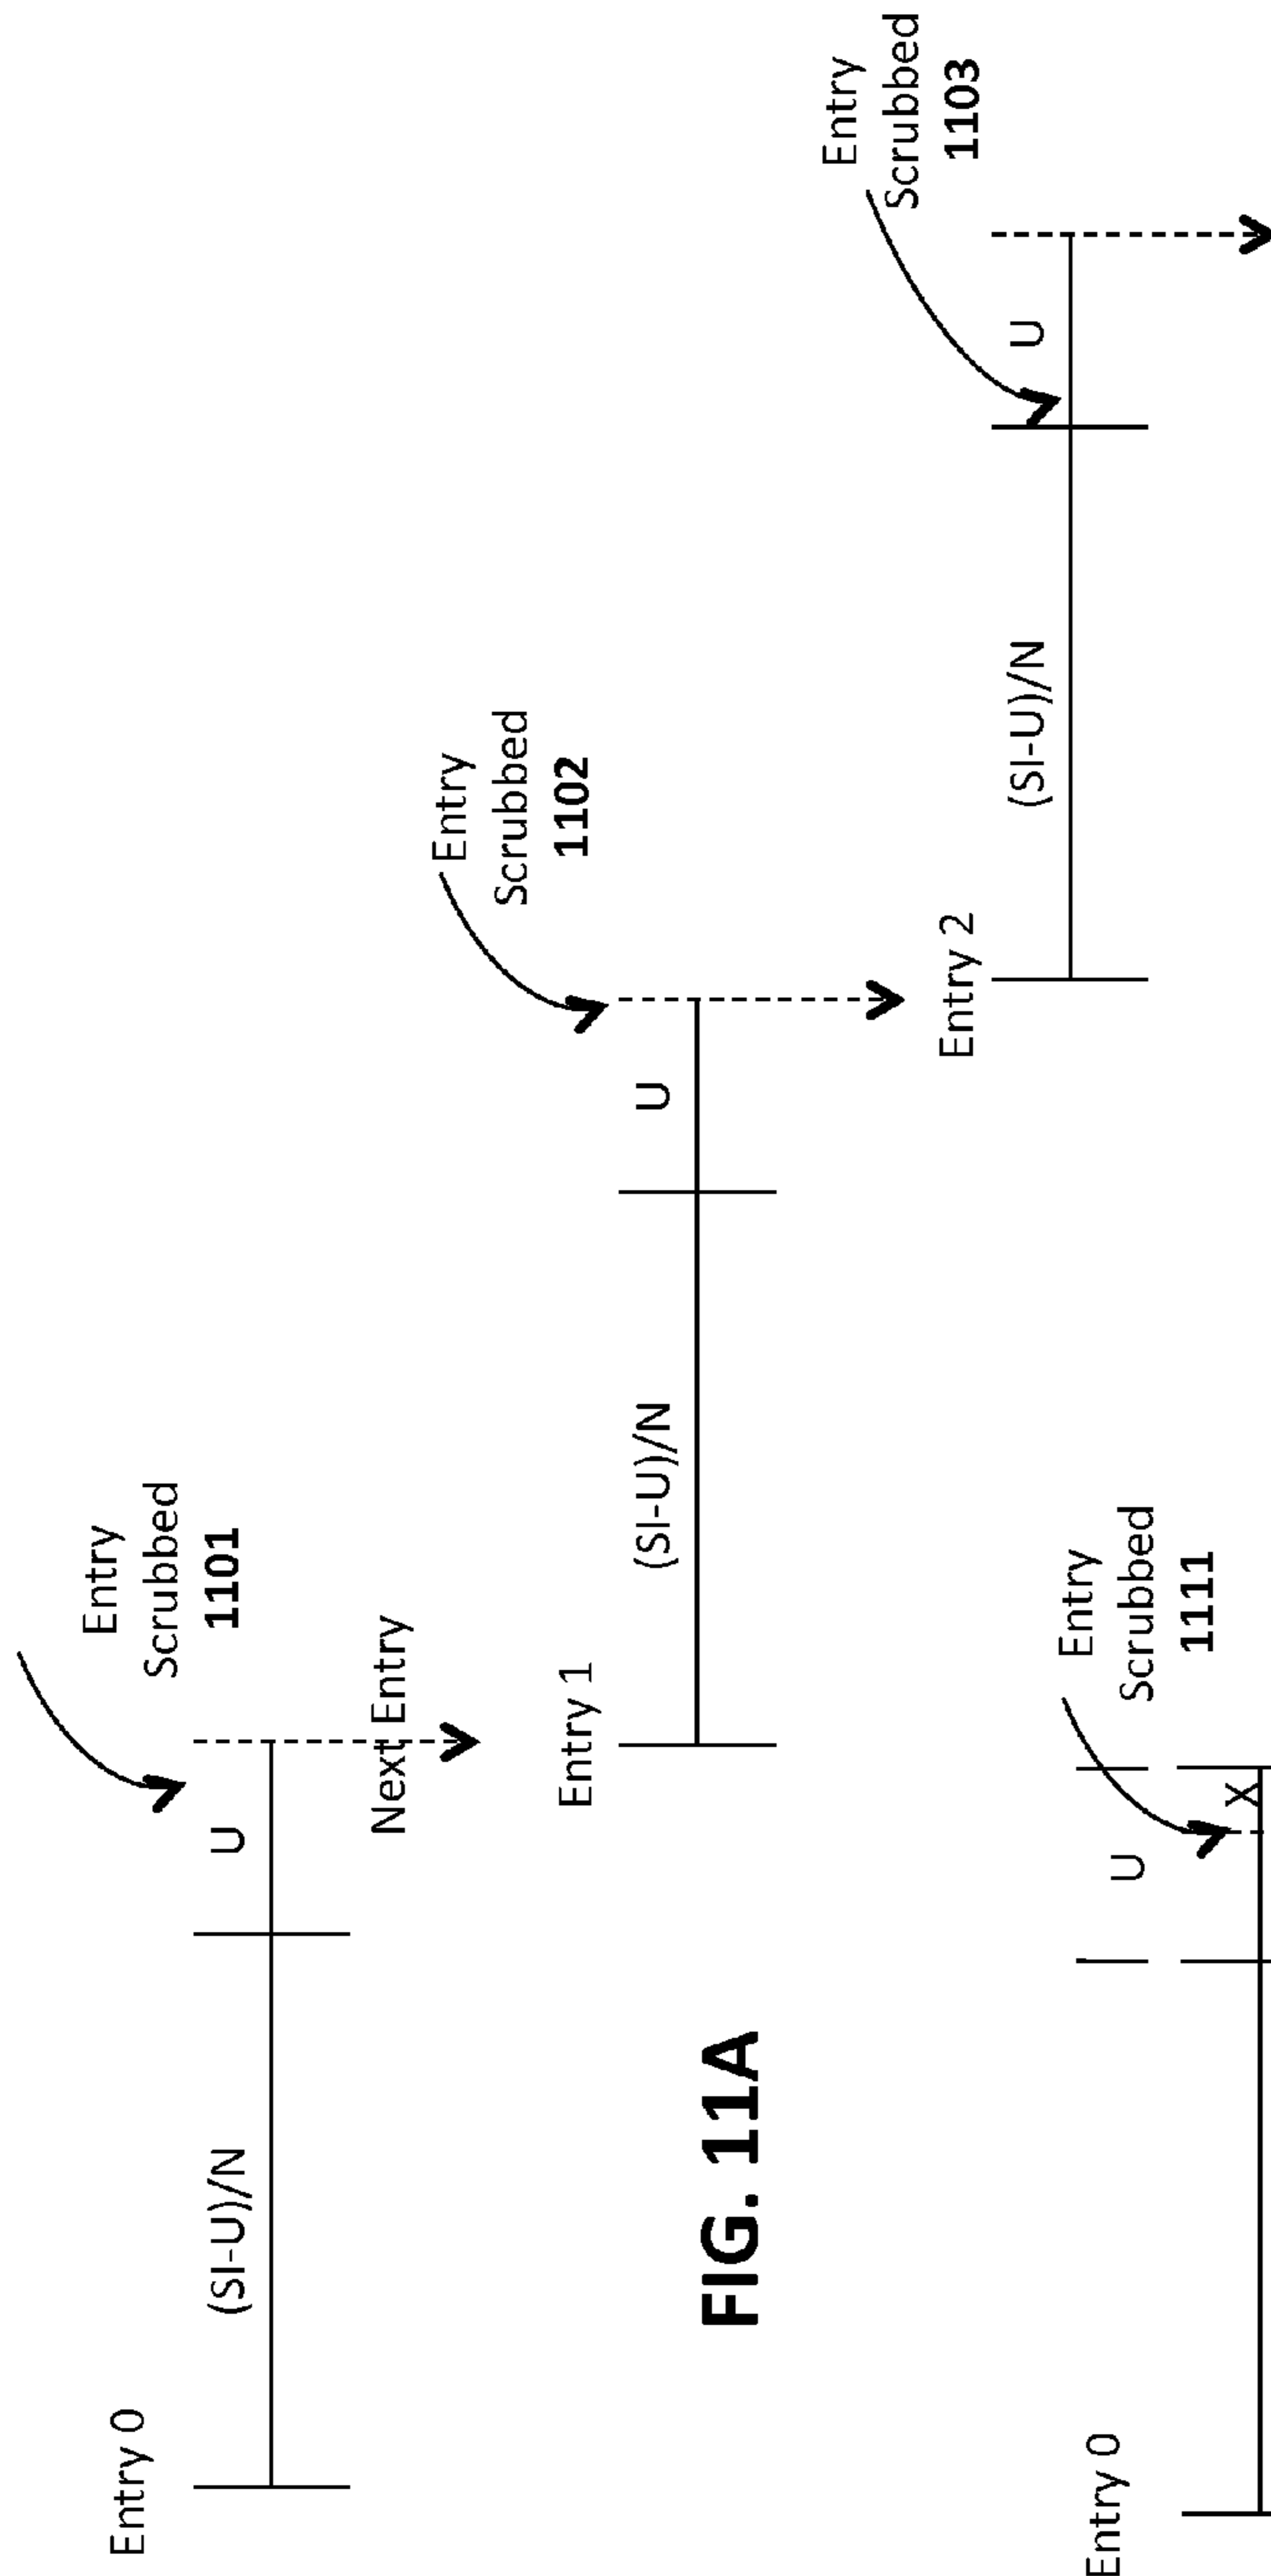 Entry 0
(SI-U)/N
U
Entry
Scrubbed
1101
Next Entry
Entry 1
(SI-U)/N
U
Entry
Scrubbed
1102
Entry 2
(SI-U)/N
U
Entry
Scrubbed
1103
FIG. 11A
Entry 0
U
X
Entry
Scrubbed
1111